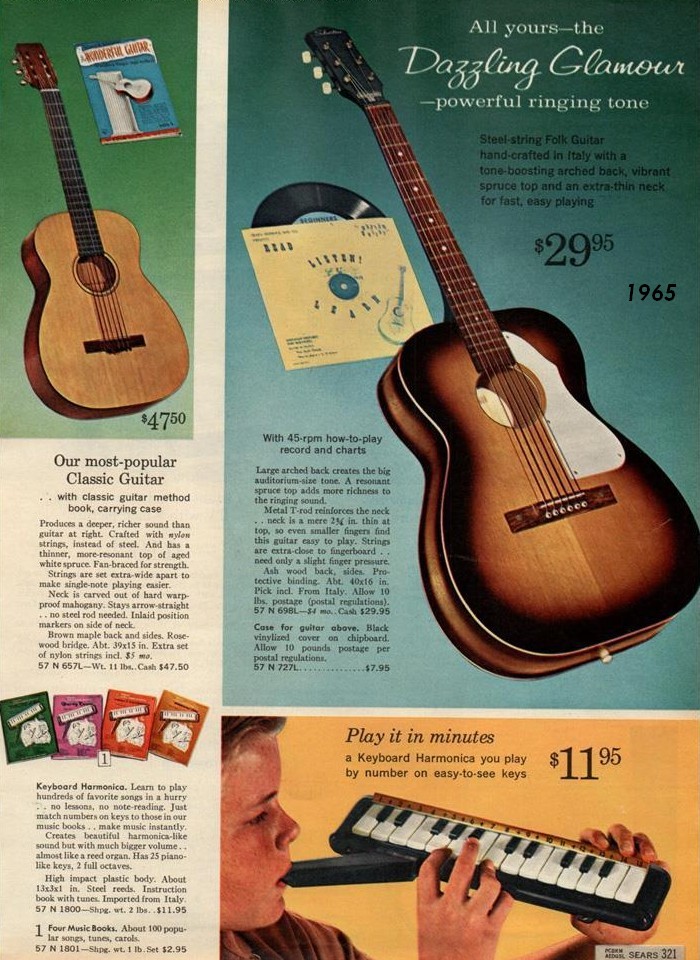 WONDERFUL GUITAR
$47.50
Our most-popular
Classic Guitar
. . with classic guitar method
book, carrying case
Produces a deeper, richer sound than
guitar at right. Crafted with nylon
strings, instead of steel. And has a
thinner, more-resonant top of aged
white spruce. Fan-braced for strength.
Strings are set extra-wide apart to
make single-note playing easier.
Neck is carved out of hard warp-
proof mahogany. Stays arrow-straight
. . no steel rod needed. Inlaid position
markers on side of neck.
Brown maple back and sides. Rose-
wood bridge. Abt. 39x15 in. Extra set
of nylon strings incl. $5 mo.
57 N 657L—Wt. 11 lbs..Cash $47.50
1
Keyboard Harmonica. Learn to play
hundreds of favorite songs in a hurry
. . no lessons, no note-reading. Just
match numbers on keys to those in our
music books . . make music instantly.
Creates beautiful harmonica-like
sound but with much bigger volume . .
almost like a reed organ. Has 25 piano-
like keys, 2 full octaves.
High impact plastic body. About
13x3x1 in. Steel reeds. Instruction
book with tunes. Imported from Italy.
57 N 1800—Shpg. wt. 2 lbs..$11.95
1 Four Music Books. About 100 popu-
lar songs, tunes, carols.
57 N 1801—Shpg. wt. 1 lb. Set $2.95
All yours—the
Dazzling Glamour
—powerful ringing tone
Steel-string Folk Guitar
hand-crafted in Italy with a
tone-boosting arched back, vibrant
spruce top and an extra-thin neck
for fast, easy playing
$29.95
1965
BEGINNERS
READ
LISTEN!
LEARN
With 45-rpm how-to-play
record and charts
Large arched back creates the big
auditorium-size tone. A resonant
spruce top adds more richness to
the ringing sound.
Metal T-rod reinforces the neck
. . neck is a mere 2¾ in. thin at
top, so even smaller fingers find
this guitar easy to play. Strings
are extra-close to fingerboard . .
need only a slight finger pressure.
Ash wood back, sides. Pro-
tective binding. Abt. 40x16 in.
Pick incl. From Italy. Allow 10
lbs. postage (postal regulations).
57 N 698L—$4 mo..Cash $29.95
Case for guitar above. Black
vinylized cover on chipboard.
Allow 10 pounds postage per
postal regulations.
57 N 727L...............$7.95
Play it in minutes
a Keyboard Harmonica you play
by number on easy-to-see keys
$11.95
SEARS 321